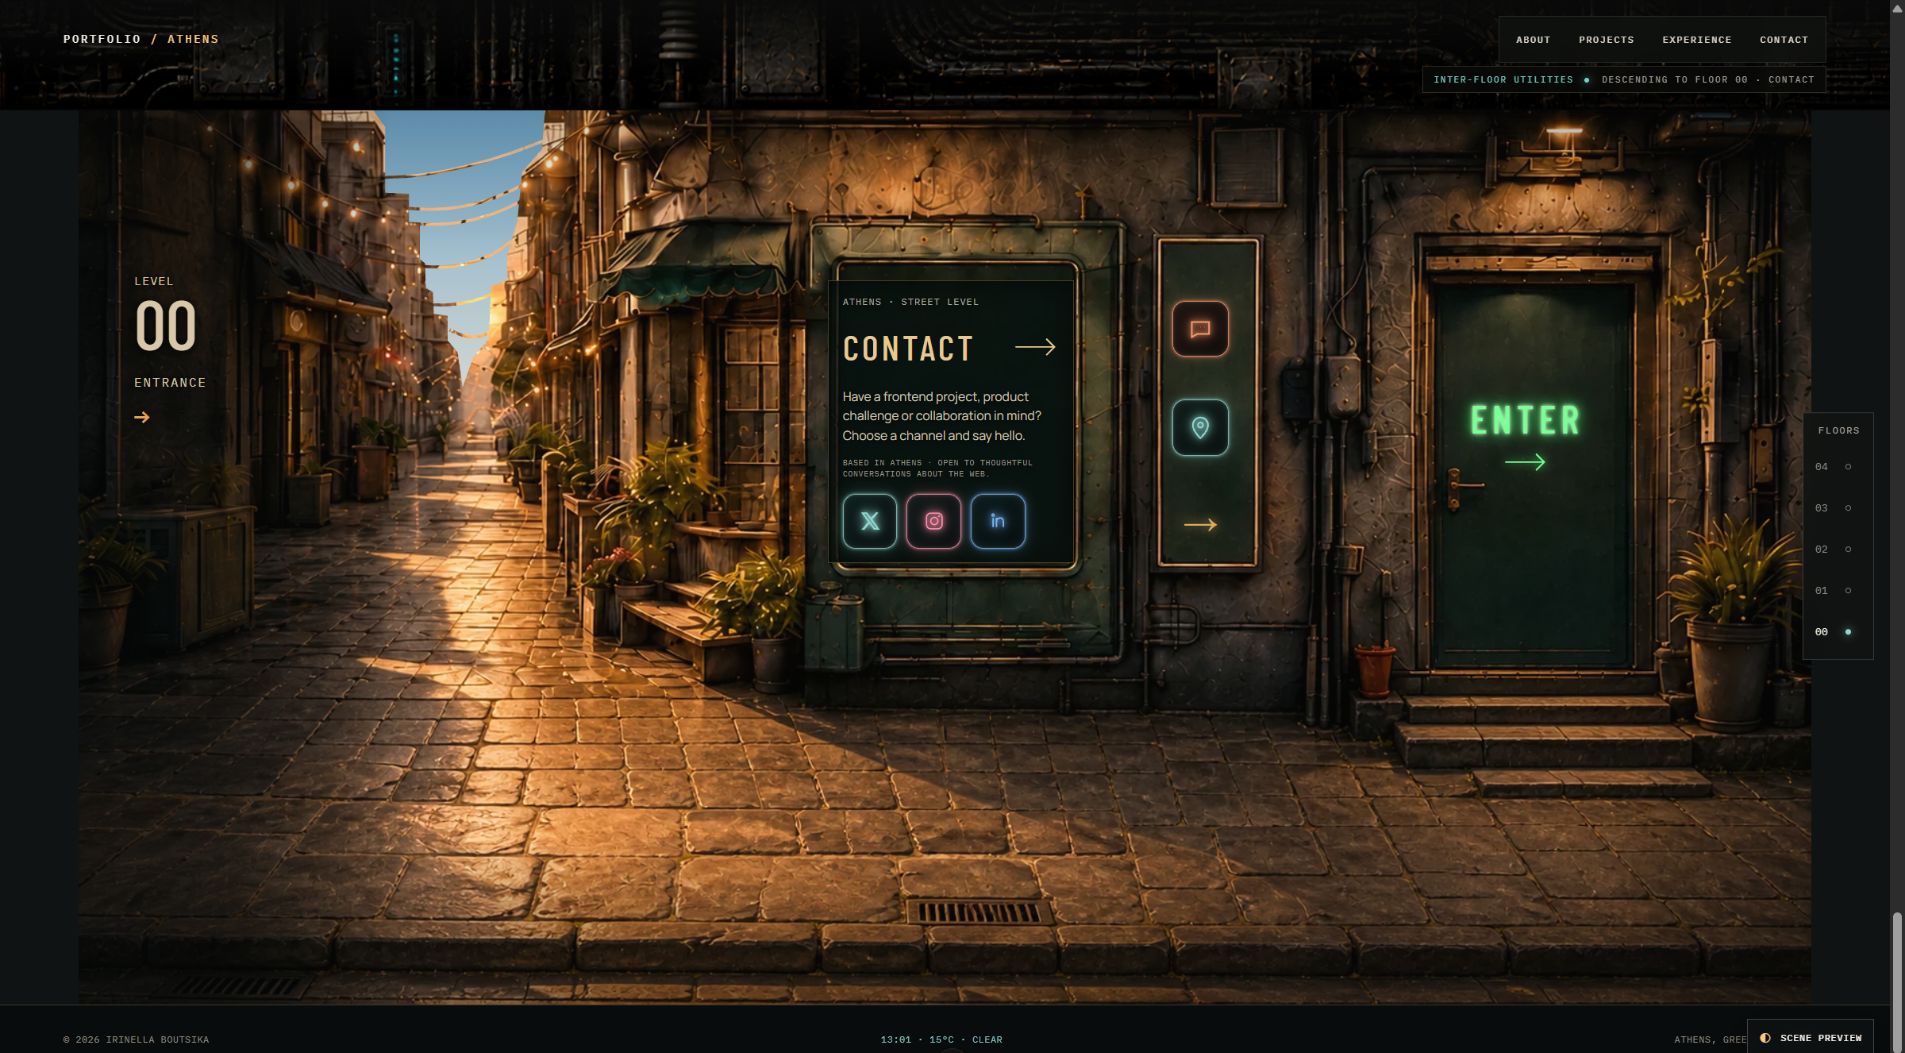 PORTFOLIO / ATHENS
ABOUT PROJECTS EXPERIENCE CONTACT
INTER-FLOOR UTILITIES DESCENDING TO FLOOR 00 · CONTACT
LEVEL
00
ENTRANCE
ATHENS · STREET LEVEL
CONTACT
Have a frontend project, product
challenge or collaboration in mind?
Choose a channel and say hello.
BASED IN ATHENS · OPEN TO THOUGHTFUL
CONVERSATIONS ABOUT THE WEB.
in
ENTER
FLOORS
04
03
02
01
00
© 2026 IRINELLA BOUTSIKA
13:01 · 15°C · CLEAR
ATHENS, GREE
SCENE PREVIEW